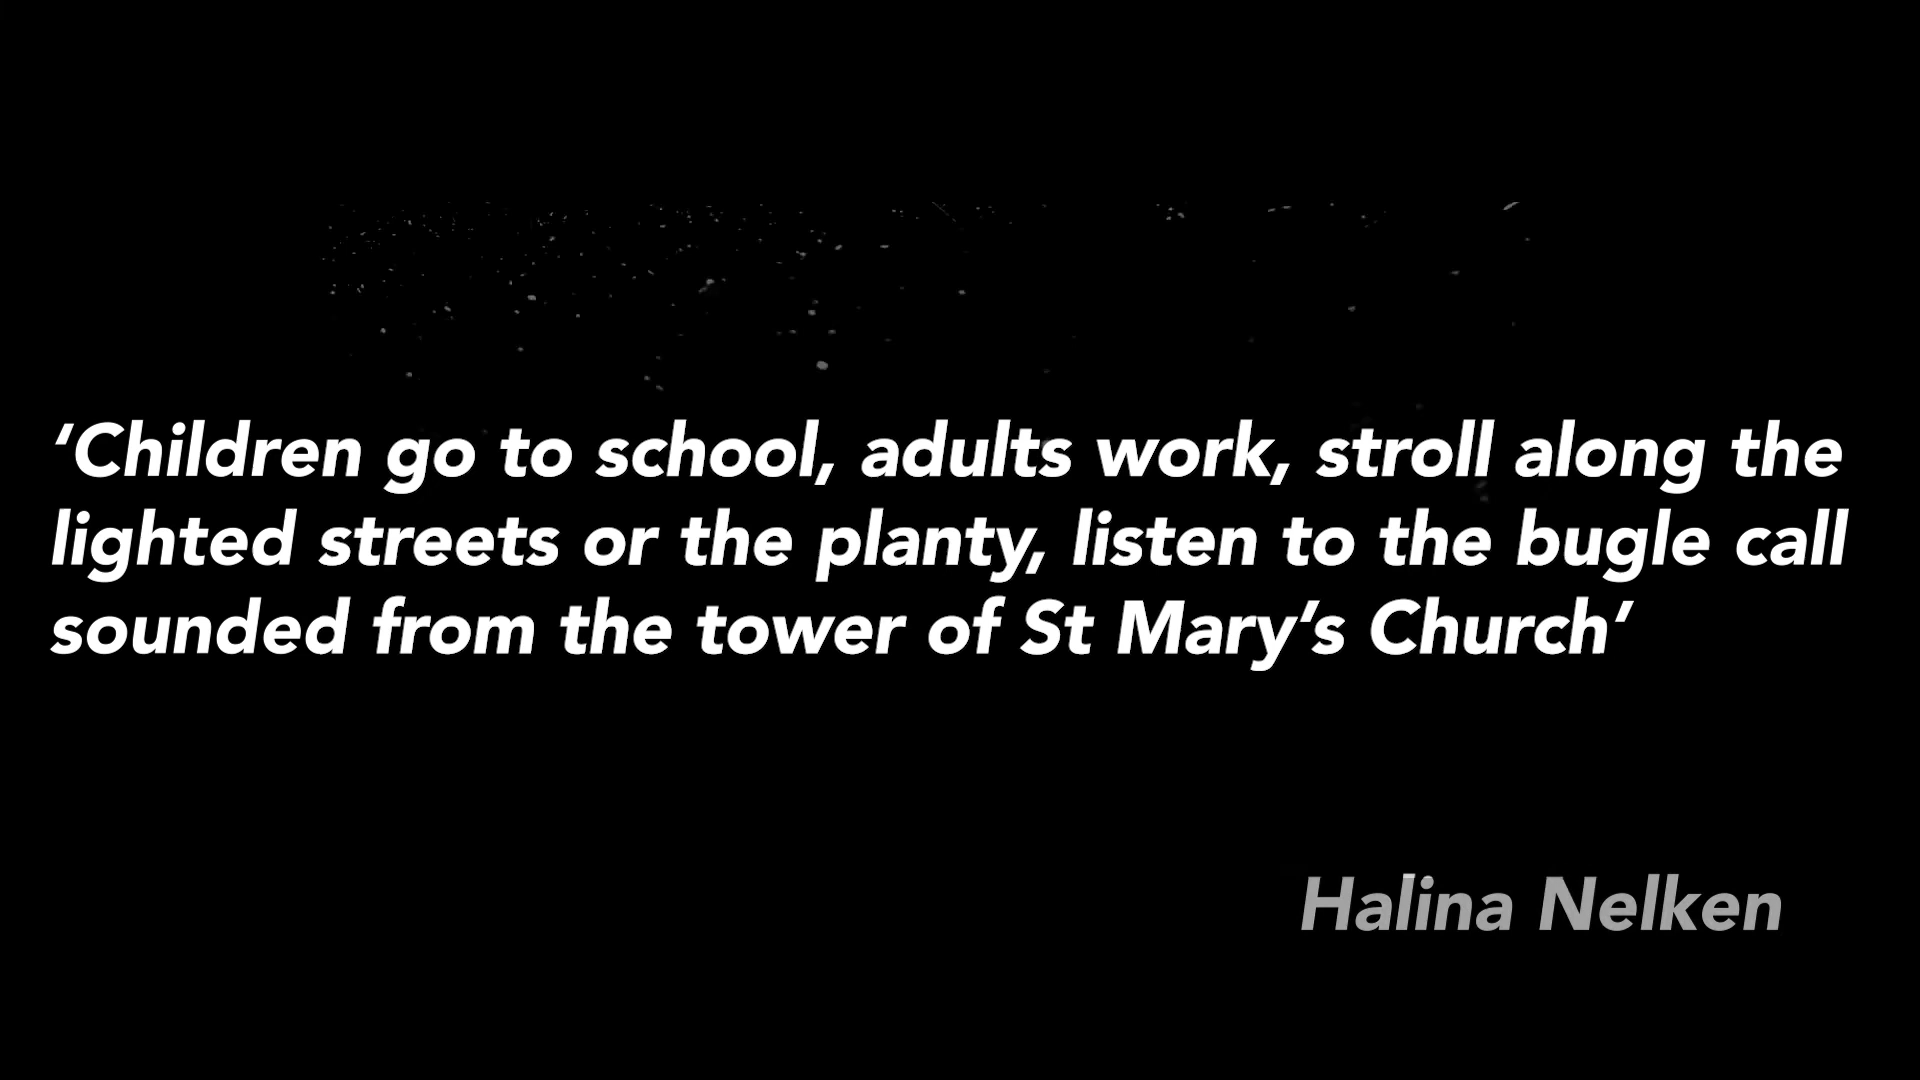 ‘Children go to school, adults work, stroll along the
lighted streets or the planty, listen to the bugle call
sounded from the tower of St Mary‘s Church’
Halina Nelken